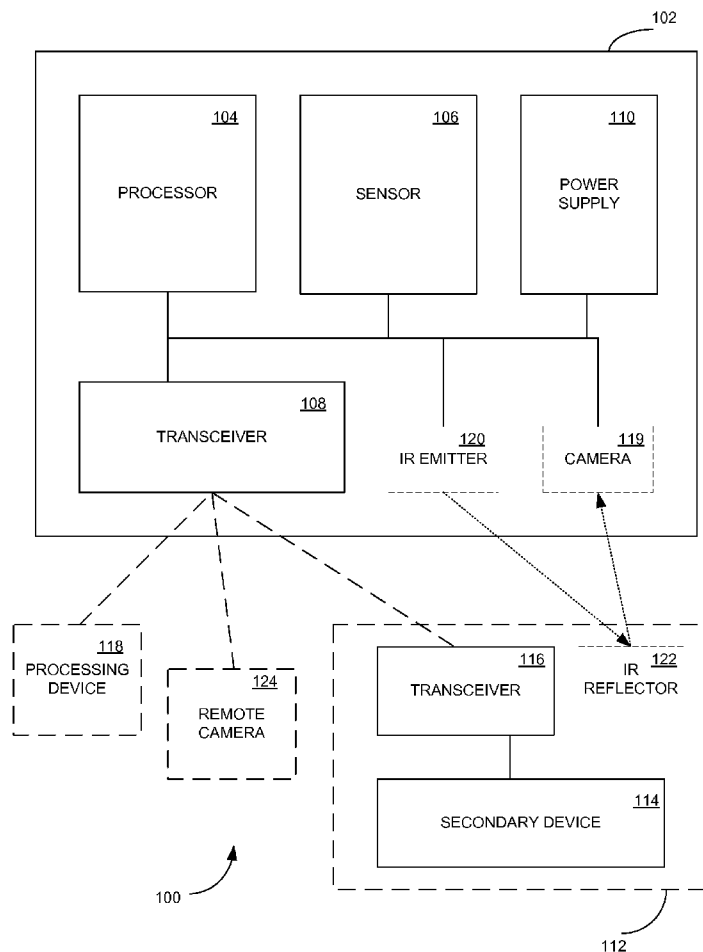 102
104
PROCESSOR
106
SENSOR
110
POWER
SUPPLY
108
TRANSCEIVER
120
IR EMITTER
119
CAMERA
118
PROCESSING
DEVICE
124
REMOTE
CAMERA
116
TRANSCEIVER
122
IR
REFLECTOR
114
SECONDARY DEVICE
100
112